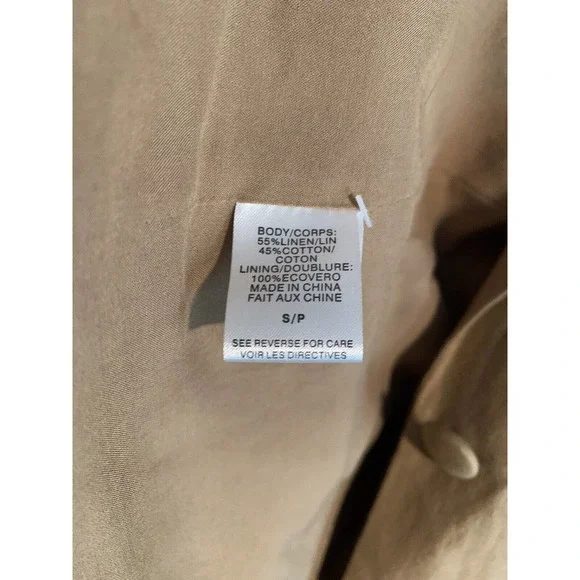 BODY/CORPS:
55%LINEN/LIN
45%COTTON/
COTON
LINING/DOUBLURE:
100%ECOVERO
MADE IN CHINA
FAIT AUX CHINE
S/P
SEE REVERSE FOR CARE
VOIR LES DIRECTIVES